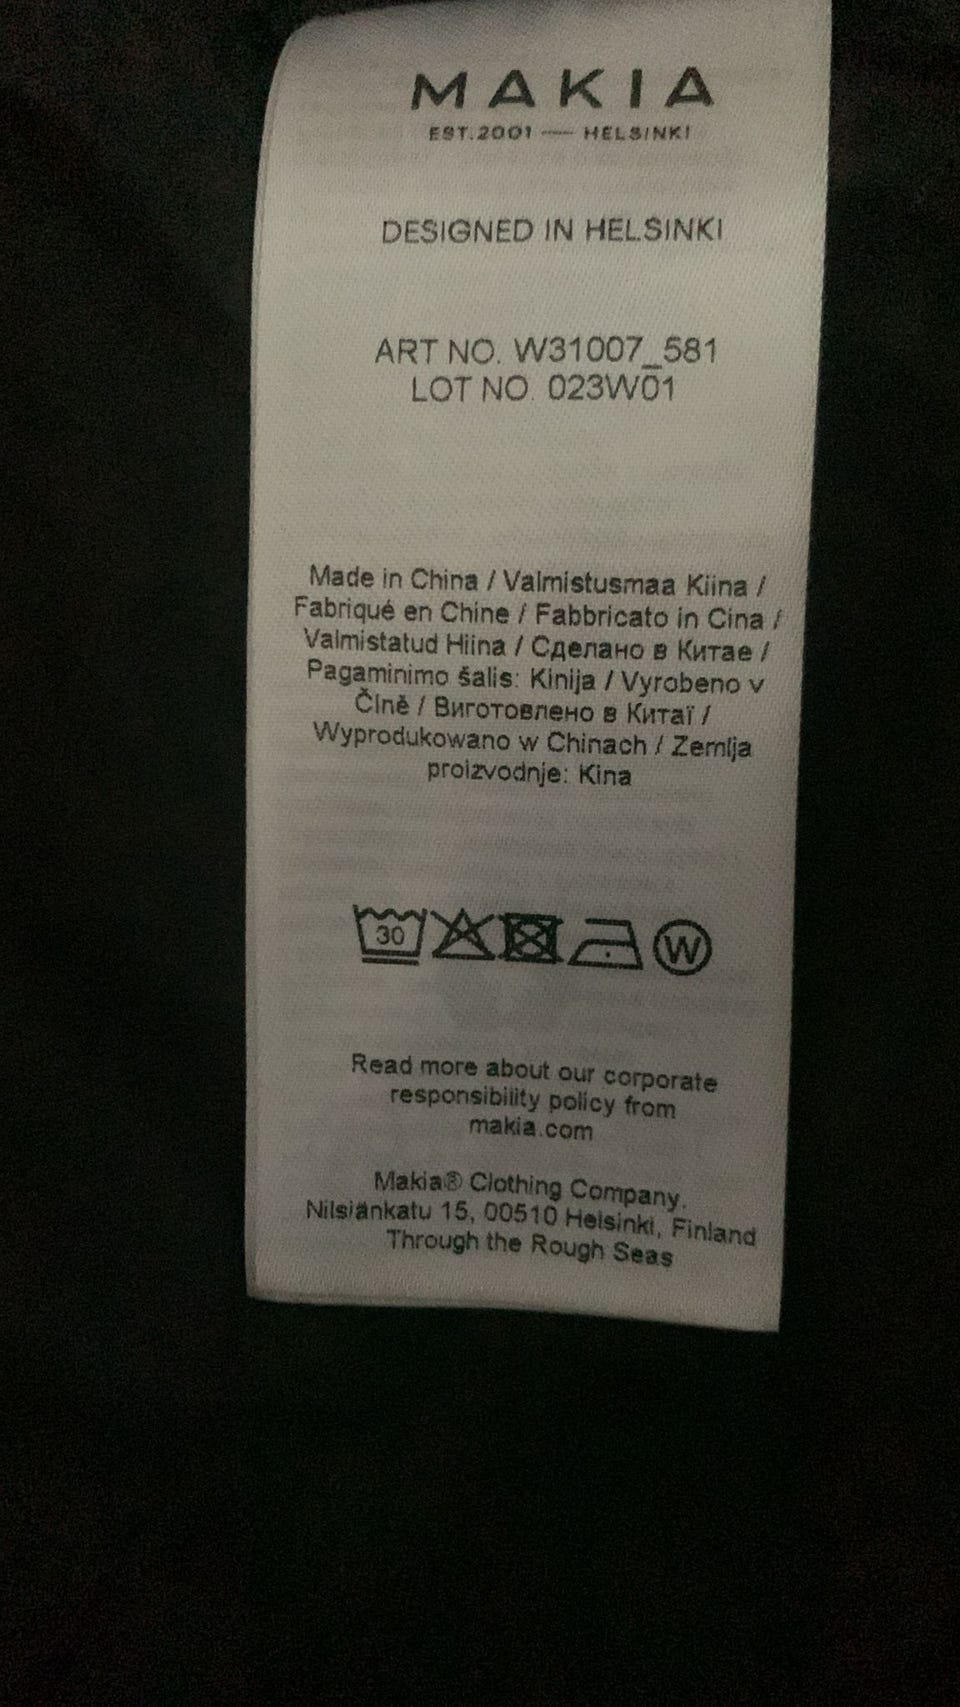 MAKIA
EST.2001 — HELSINKI
DESIGNED IN HELSINKI
ART NO. W31007_581
LOT NO. 023W01
Made in China / Valmistusmaa Kiina /
Fabriqué en Chine / Fabbricato in Cina /
Valmistatud Hiina / Сделано в Китае /
Pagaminimo šalis: Kinija / Vyrobeno v
Číně / Виготовлено в Китаї /
Wyprodukowano w Chinach / Zemlja
proizvodnje: Kina
30 W
Read more about our corporate
responsibility policy from
makia.com
Makia® Clothing Company,
Nilsiänkatu 15, 00510 Helsinki, Finland
Through the Rough Seas